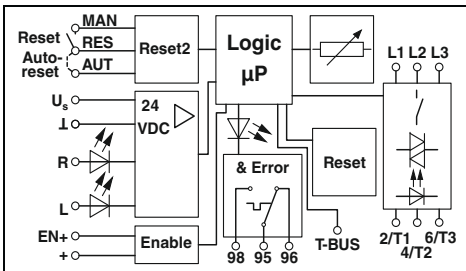 MAN
Reset
RES
Auto-
reset
AUT
Reset2
Logic
µP
L1 L2 L3
Us
24
VDC
⊥
R
L
& Error
Reset
EN+
+
Enable
98 95 96
T-BUS
2/T1
4/T2
6/T3